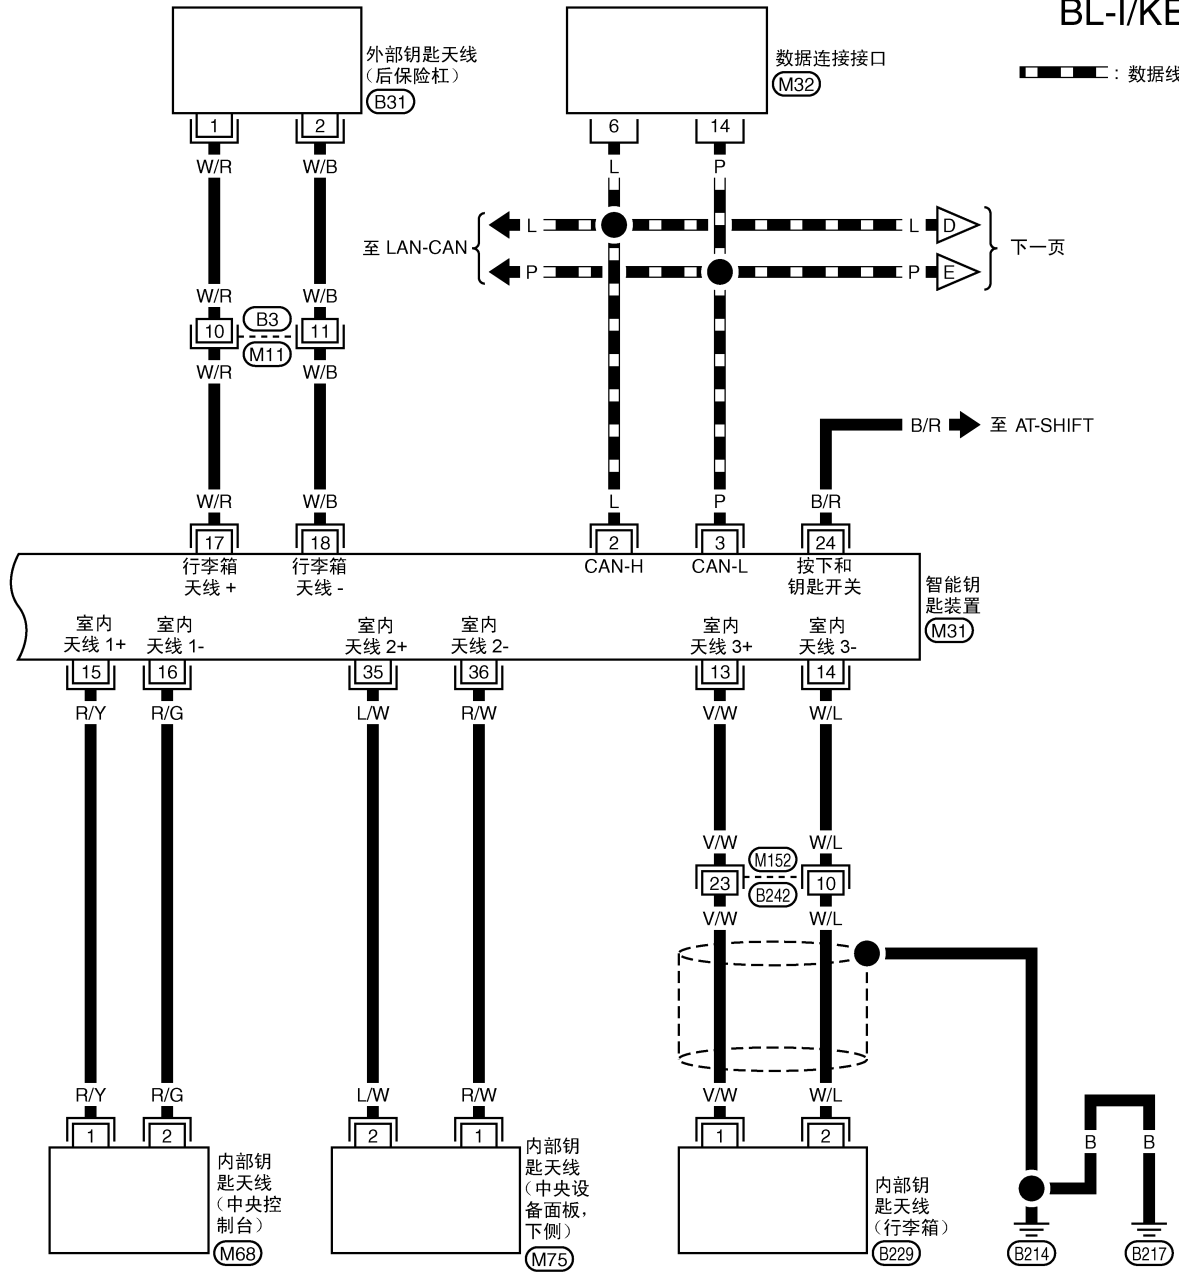 BL-I/KE
外部钥匙天线
（后保险杠）
B31
数据连接接口
M32
: 数据线
1
2
6
14
W/R
W/B
L
P
至 LAN-CAN
L
L
D
P
P
E
下一页
W/R
W/B
10
B3
M11
11
W/R
W/B
B/R
至 AT-SHIFT
W/R
W/B
L
P
B/R
17
18
2
3
24
行李箱
天线 +
行李箱
天线 -
CAN-H
CAN-L
按下和
钥匙开关
智能钥
匙装置
M31
室内
天线 1+
室内
天线 1-
室内
天线 2+
室内
天线 2-
室内
天线 3+
室内
天线 3-
15
16
35
36
13
14
R/Y
R/G
L/W
R/W
V/W
W/L
V/W
W/L
23
M152
B242
10
V/W
W/L
R/Y
R/G
L/W
R/W
V/W
W/L
B
B
1
2
2
1
1
2
内部钥
匙天线
（中央控
制台）
M68
内部钥
匙天线
（中央设
备面板，
下侧）
M75
内部钥
匙天线
（行李箱）
B229
B214
B217